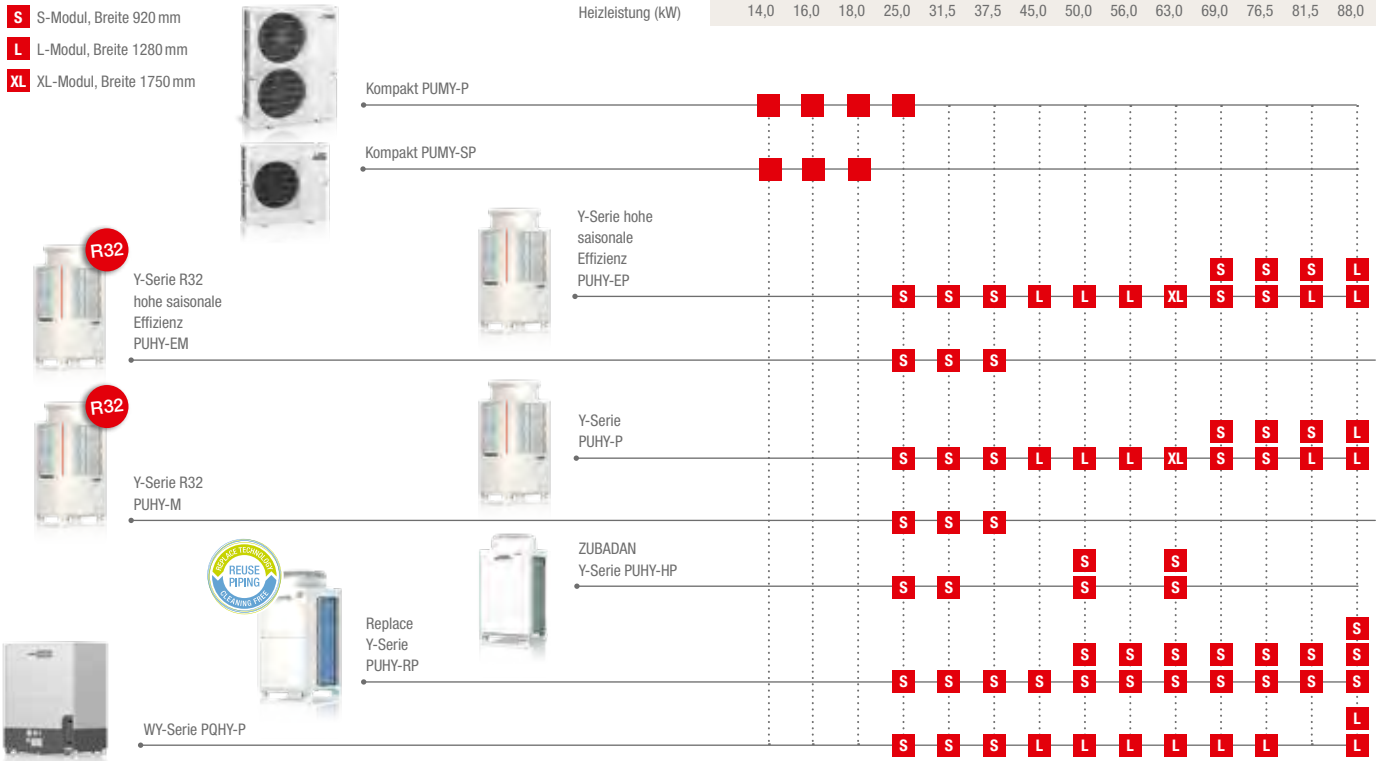 S S-Modul, Breite 920 mm
L L-Modul, Breite 1280 mm
XL XL-Modul, Breite 1750 mm
Heizleistung (kW) 14,0 16,0 18,0 25,0 31,5 37,5 45,0 50,0 56,0 63,0 69,0 76,5 81,5 88,0
Kompakt PUMY-P
Kompakt PUMY-SP
Y-Serie hohe
saisonale
Effizienz
PUHY-EP
S S S L
S S S L L L XL S S L L
R32
Y-Serie R32
hohe saisonale
Effizienz
PUHY-EM
S S S
Y-Serie
PUHY-P
S S S L
S S S L L L XL S S L L
R32
Y-Serie R32
PUHY-M
S S S
ZUBADAN
Y-Serie PUHY-HP
S S
S S S S
REPLACE TECHNOLOGY
REUSE
PIPING
CLEANING FREE
Replace
Y-Serie
PUHY-RP
S
S S S S S S S
S S S S S S S S S S S
WY-Serie PQHY-P
L
S S S L L L L L L L